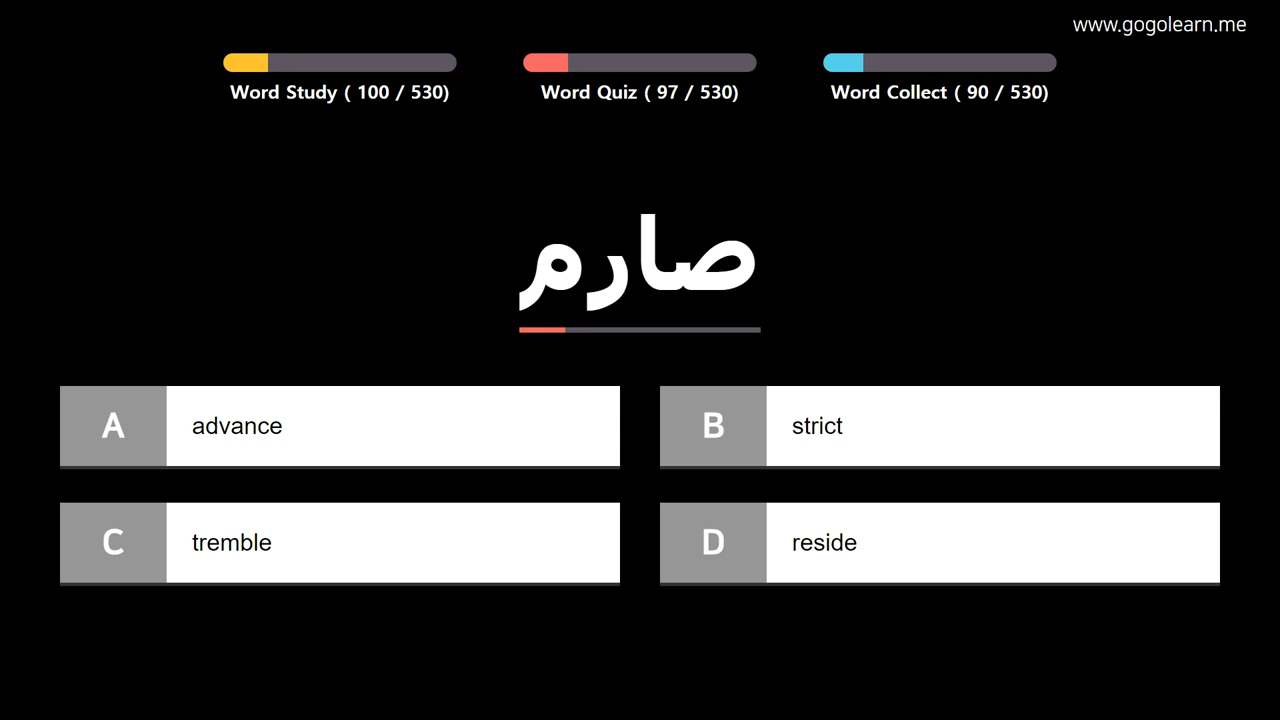 www.gogolearn.me
Word Study ( 100 / 530)
Word Quiz ( 97 / 530)
Word Collect ( 90 / 530)
صارم
A advance
B strict
C tremble
D reside